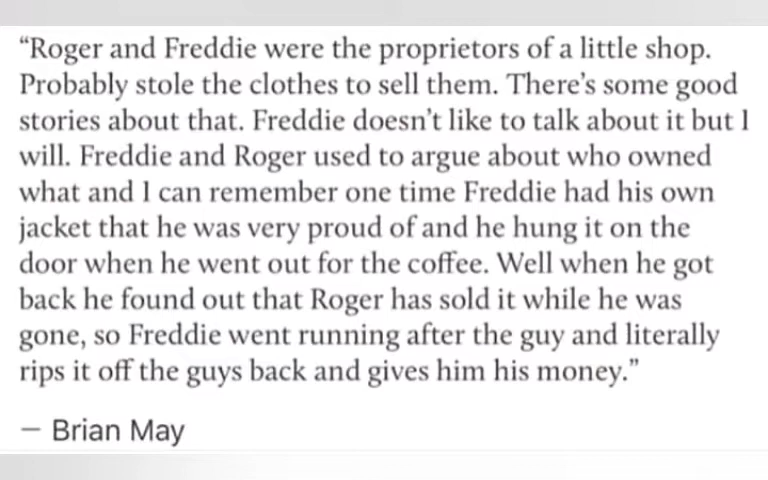 “Roger and Freddie were the proprietors of a little shop.
Probably stole the clothes to sell them. There’s some good
stories about that. Freddie doesn’t like to talk about it but I
will. Freddie and Roger used to argue about who owned
what and I can remember one time Freddie had his own
jacket that he was very proud of and he hung it on the
door when he went out for the coffee. Well when he got
back he found out that Roger has sold it while he was
gone, so Freddie went running after the guy and literally
rips it off the guys back and gives him his money.”
— Brian May